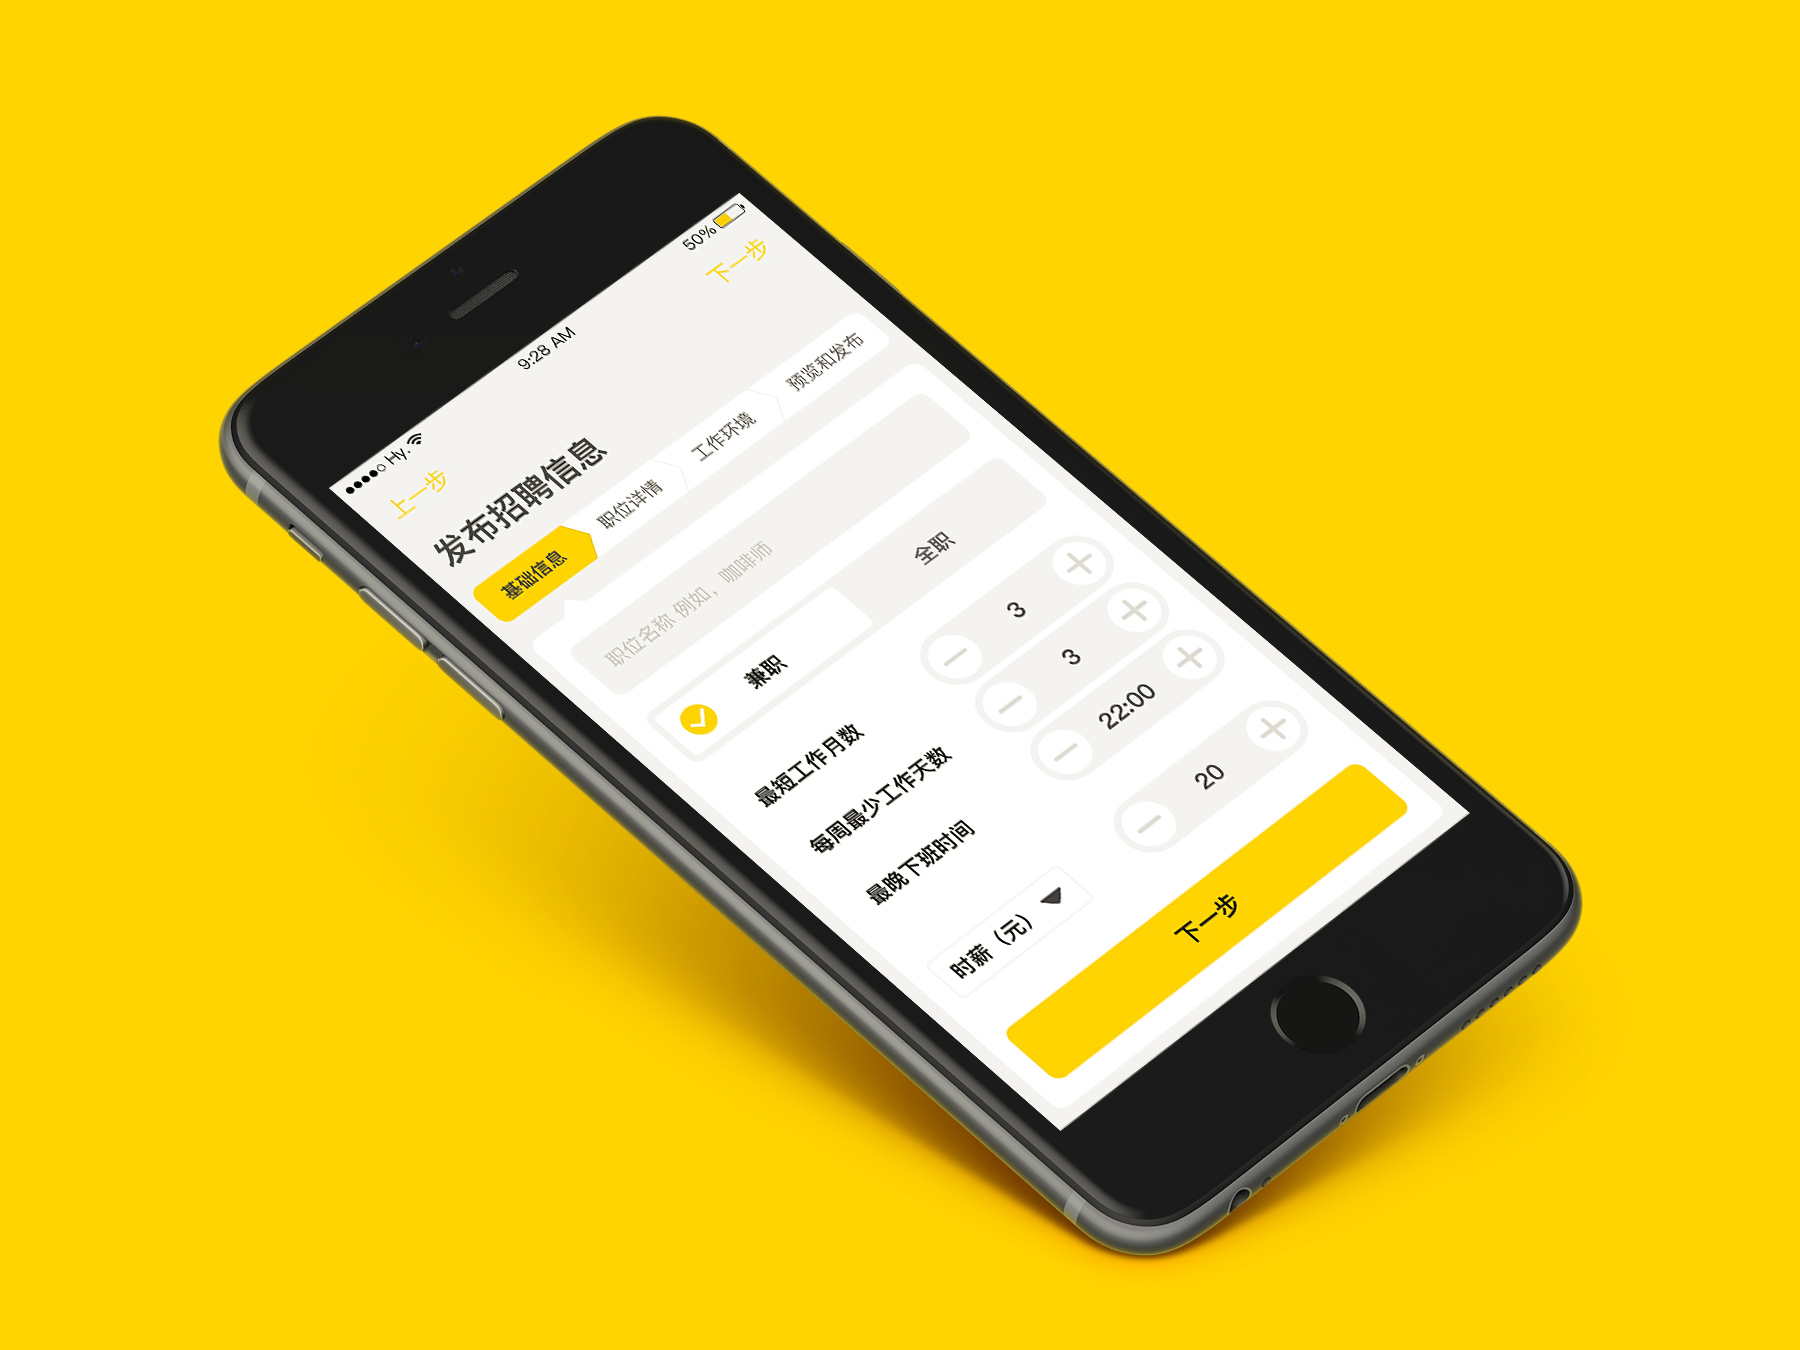 Hy. 9:28 AM 50%
上一步 下一步
发布招聘信息
基础信息 职位详情 工作环境 预览和发布
职位名称 例如，咖啡师
兼职 全职
最短工作月数 3
每周最少工作天数 3
最晚下班时间 22:00
时薪（元） 20
下一步